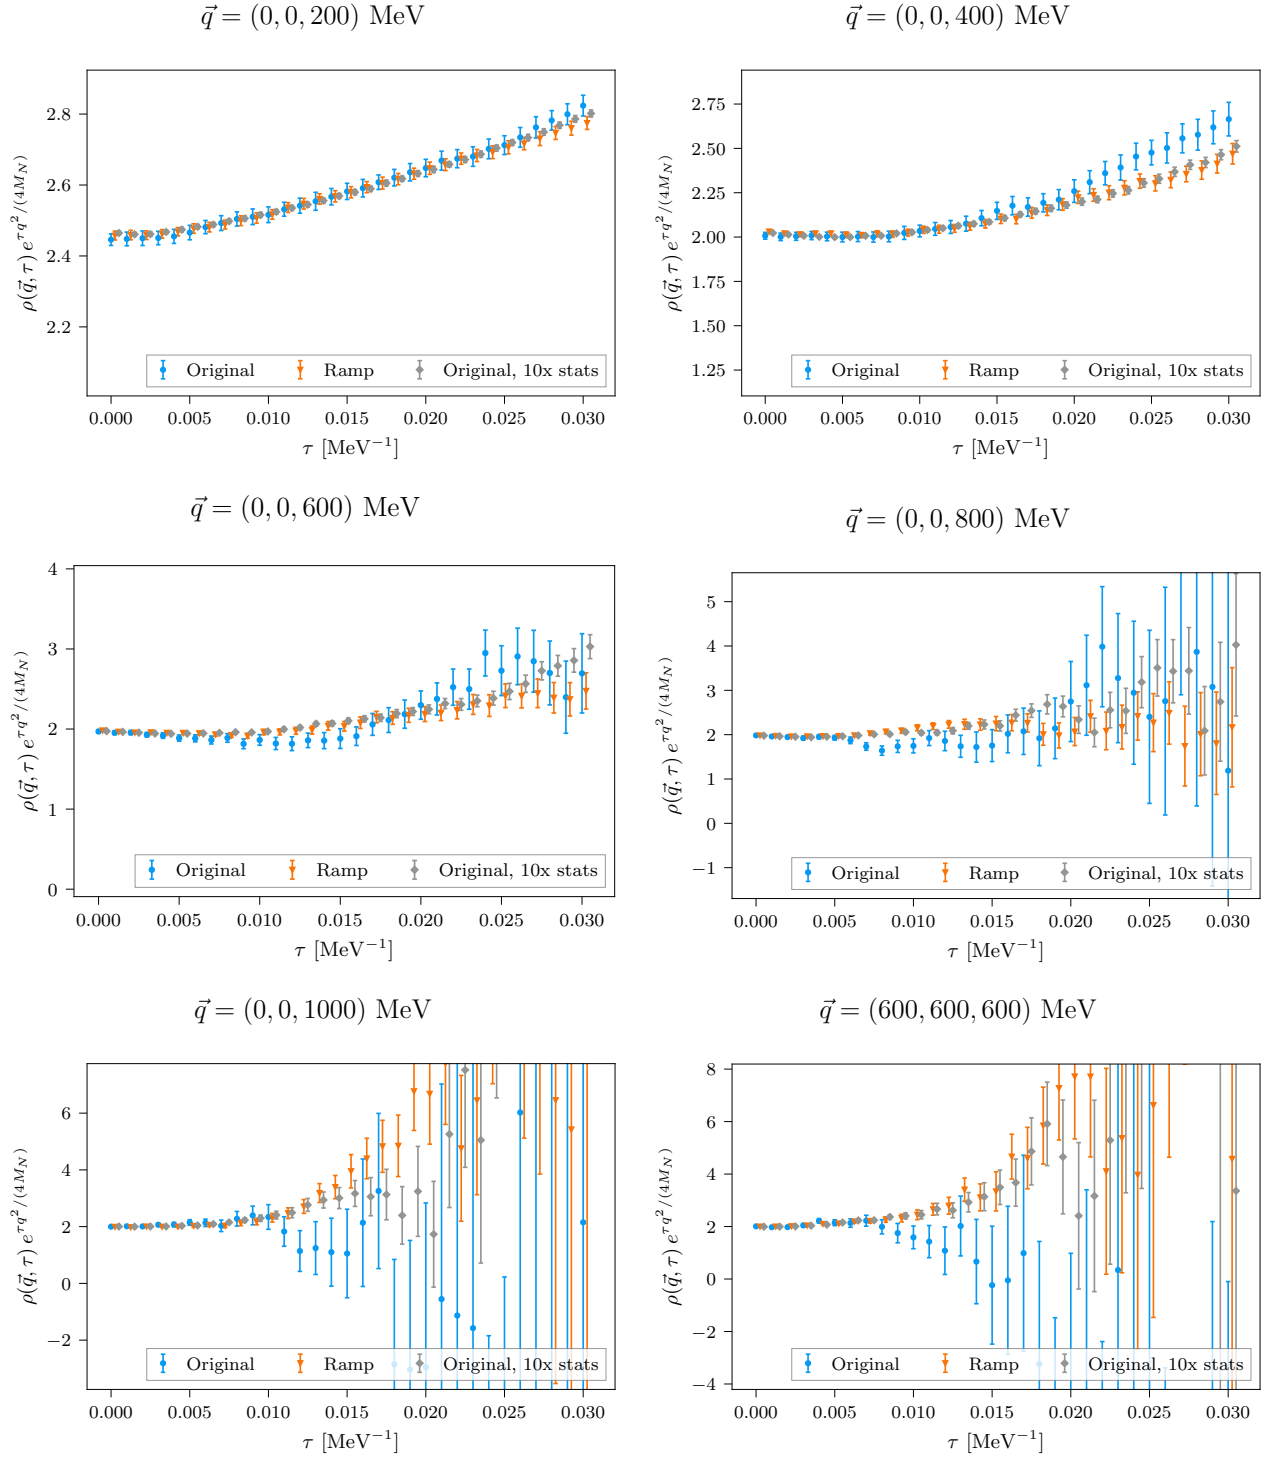 q⃗ = (0, 0, 200) MeV
ρ(q⃗, τ) e^{τq²/(4M_N)}
2.8
2.6
2.4
2.2
Original Ramp Original, 10x stats
0.000 0.005 0.010 0.015 0.020 0.025 0.030
τ [MeV⁻¹]
q⃗ = (0, 0, 400) MeV
ρ(q⃗, τ) e^{τq²/(4M_N)}
2.75
2.50
2.25
2.00
1.75
1.50
1.25
Original Ramp Original, 10x stats
0.000 0.005 0.010 0.015 0.020 0.025 0.030
τ [MeV⁻¹]
q⃗ = (0, 0, 600) MeV
ρ(q⃗, τ) e^{τq²/(4M_N)}
4
3
2
1
0
Original Ramp Original, 10x stats
0.000 0.005 0.010 0.015 0.020 0.025 0.030
τ [MeV⁻¹]
q⃗ = (0, 0, 800) MeV
ρ(q⃗, τ) e^{τq²/(4M_N)}
5
4
3
2
1
0
−1
Original Ramp Original, 10x stats
0.000 0.005 0.010 0.015 0.020 0.025 0.030
τ [MeV⁻¹]
q⃗ = (0, 0, 1000) MeV
ρ(q⃗, τ) e^{τq²/(4M_N)}
6
4
2
0
−2
Original Ramp Original, 10x stats
0.000 0.005 0.010 0.015 0.020 0.025 0.030
τ [MeV⁻¹]
q⃗ = (600, 600, 600) MeV
ρ(q⃗, τ) e^{τq²/(4M_N)}
8
6
4
2
0
−2
−4
Original Ramp Original, 10x stats
0.000 0.005 0.010 0.015 0.020 0.025 0.030
τ [MeV⁻¹]